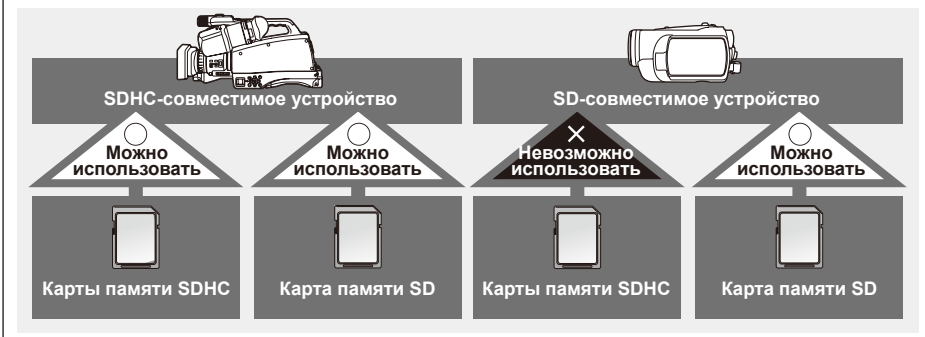 SDHC-совместимое устройство
SD-совместимое устройство
Можно
использовать
Можно
использовать
Невозможно
использовать
Можно
использовать
Карты памяти SDHC
Карта памяти SD
Карты памяти SDHC
Карта памяти SD